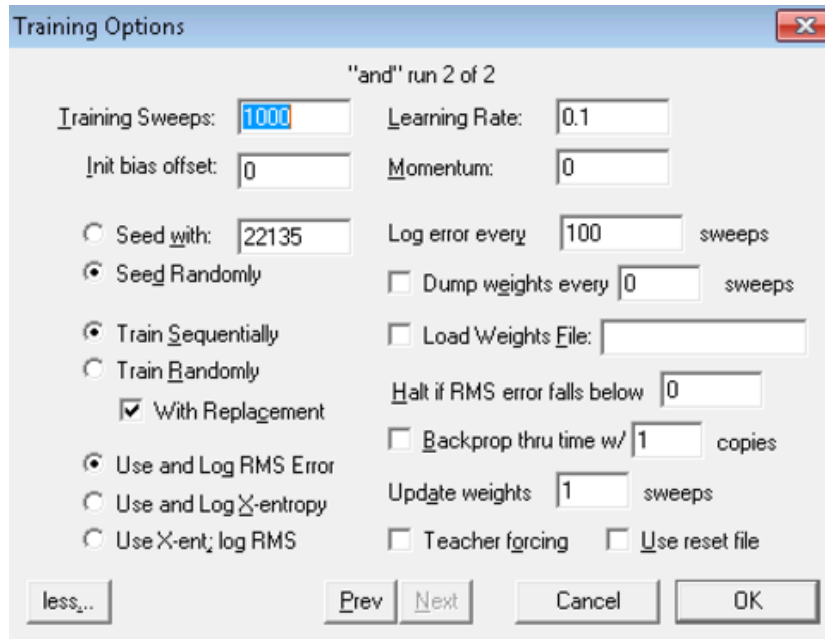 Training Options
"and" run 2 of 2
Training Sweeps: 1000 Learning Rate: 0.1
Init bias offset: 0 Momentum: 0
Seed with: 22135 Log error every 100 sweeps
Seed Randomly
Dump weights every 0 sweeps
Train Sequentially Load Weights File:
Train Randomly
Halt if RMS error falls below 0
With Replacement
Backprop thru time w/ 1 copies
Use and Log RMS Error
Update weights 1 sweeps
Use and Log X-entropy
Use X-ent; log RMS Teacher forcing Use reset file
less... Prev Next Cancel OK